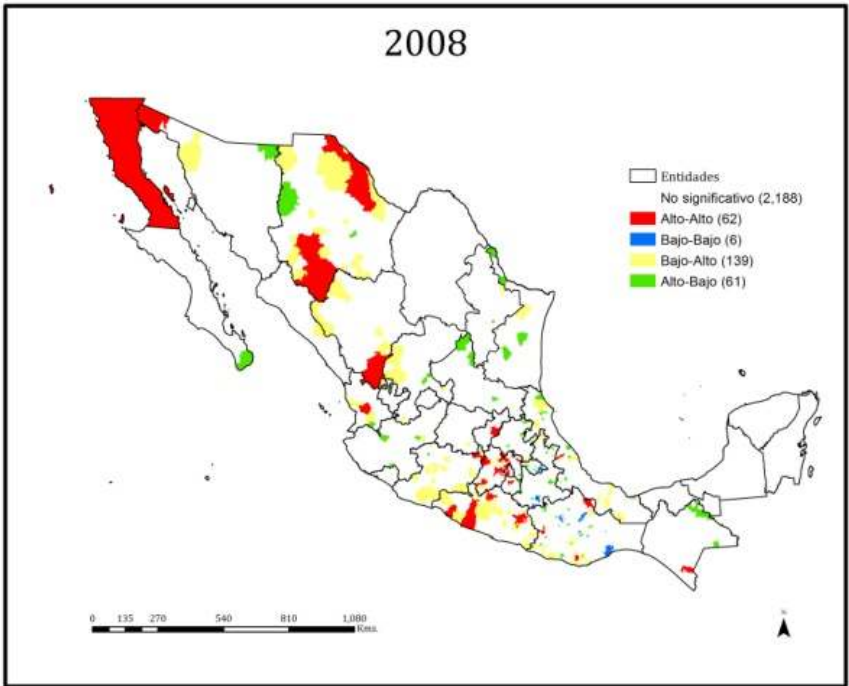 2008
Entidades
No significativo (2,188)
Alto-Alto (62)
Bajo-Bajo (6)
Bajo-Alto (139)
Alto-Bajo (61)
0 135 270 540 810 1,080
Kms.